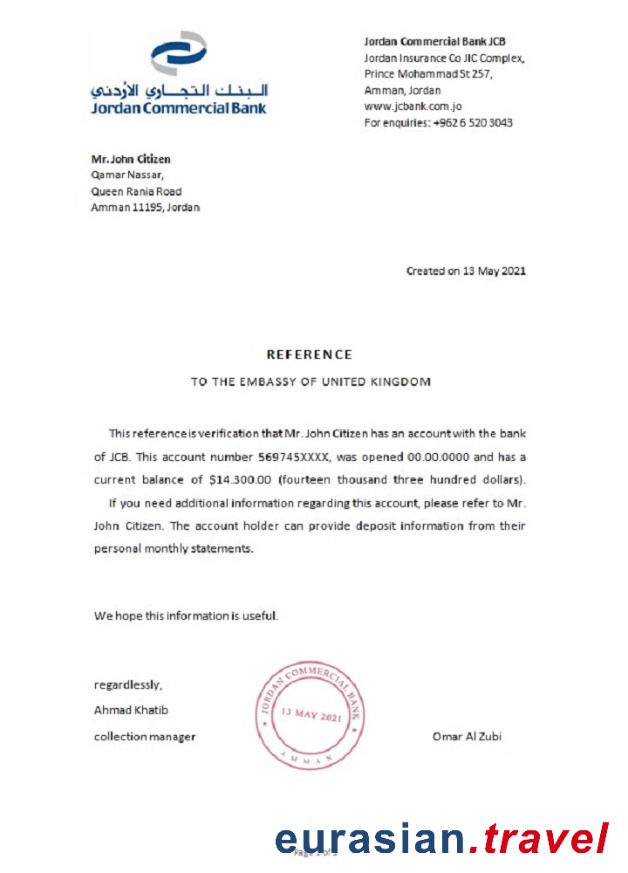 البنك التجاري الأردني
Jordan Commercial Bank
Jordan Commercial Bank JCB
Jordan Insurance Co JIC Complex,
Prince Mohammad St 257,
Amman, Jordan
www.jcbank.com.jo
For enquiries: +962 6 520 3043
Mr. John Citizen
Qamar Nassar,
Queen Rania Road
Amman 11195, Jordan
Created on 13 May 2021
REFERENCE
TO THE EMBASSY OF UNITED KINGDOM
This reference is verification that Mr. John Citizen has an account with the bank
of JCB. This account number 569745XXXX, was opened 00.00.0000 and has a
current balance of $14.300.00 (fourteen thousand three hundred dollars).
If you need additional information regarding this account, please refer to Mr.
John Citizen. The account holder can provide deposit information from their
personal monthly statements.
We hope this information is useful.
regardlessly,
Ahmad Khatib
collection manager
JORDAN COMMERCIAL BANK
13 MAY 2021
AMMAN
Omar Al Zubi
eurasian.travel
Page 1 of 1